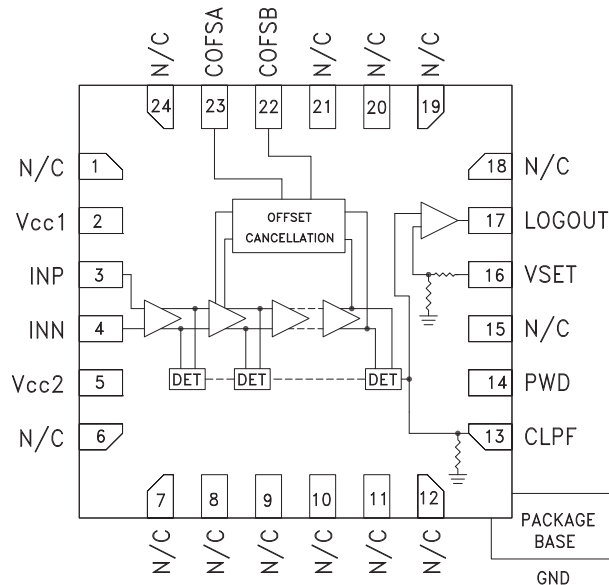 N/C COFSA COFSB N/C N/C N/C
24 23 22 21 20 19
N/C 1
18 N/C
Vcc1 2
17 LOGOUT
INP 3
16 VSET
INN 4
15 N/C
Vcc2 5
14 PWD
N/C 6
13 CLPF
OFFSET
CANCELLATION
DET DET DET
7 8 9 10 11 12
N/C N/C N/C N/C N/C N/C
PACKAGE
BASE
GND